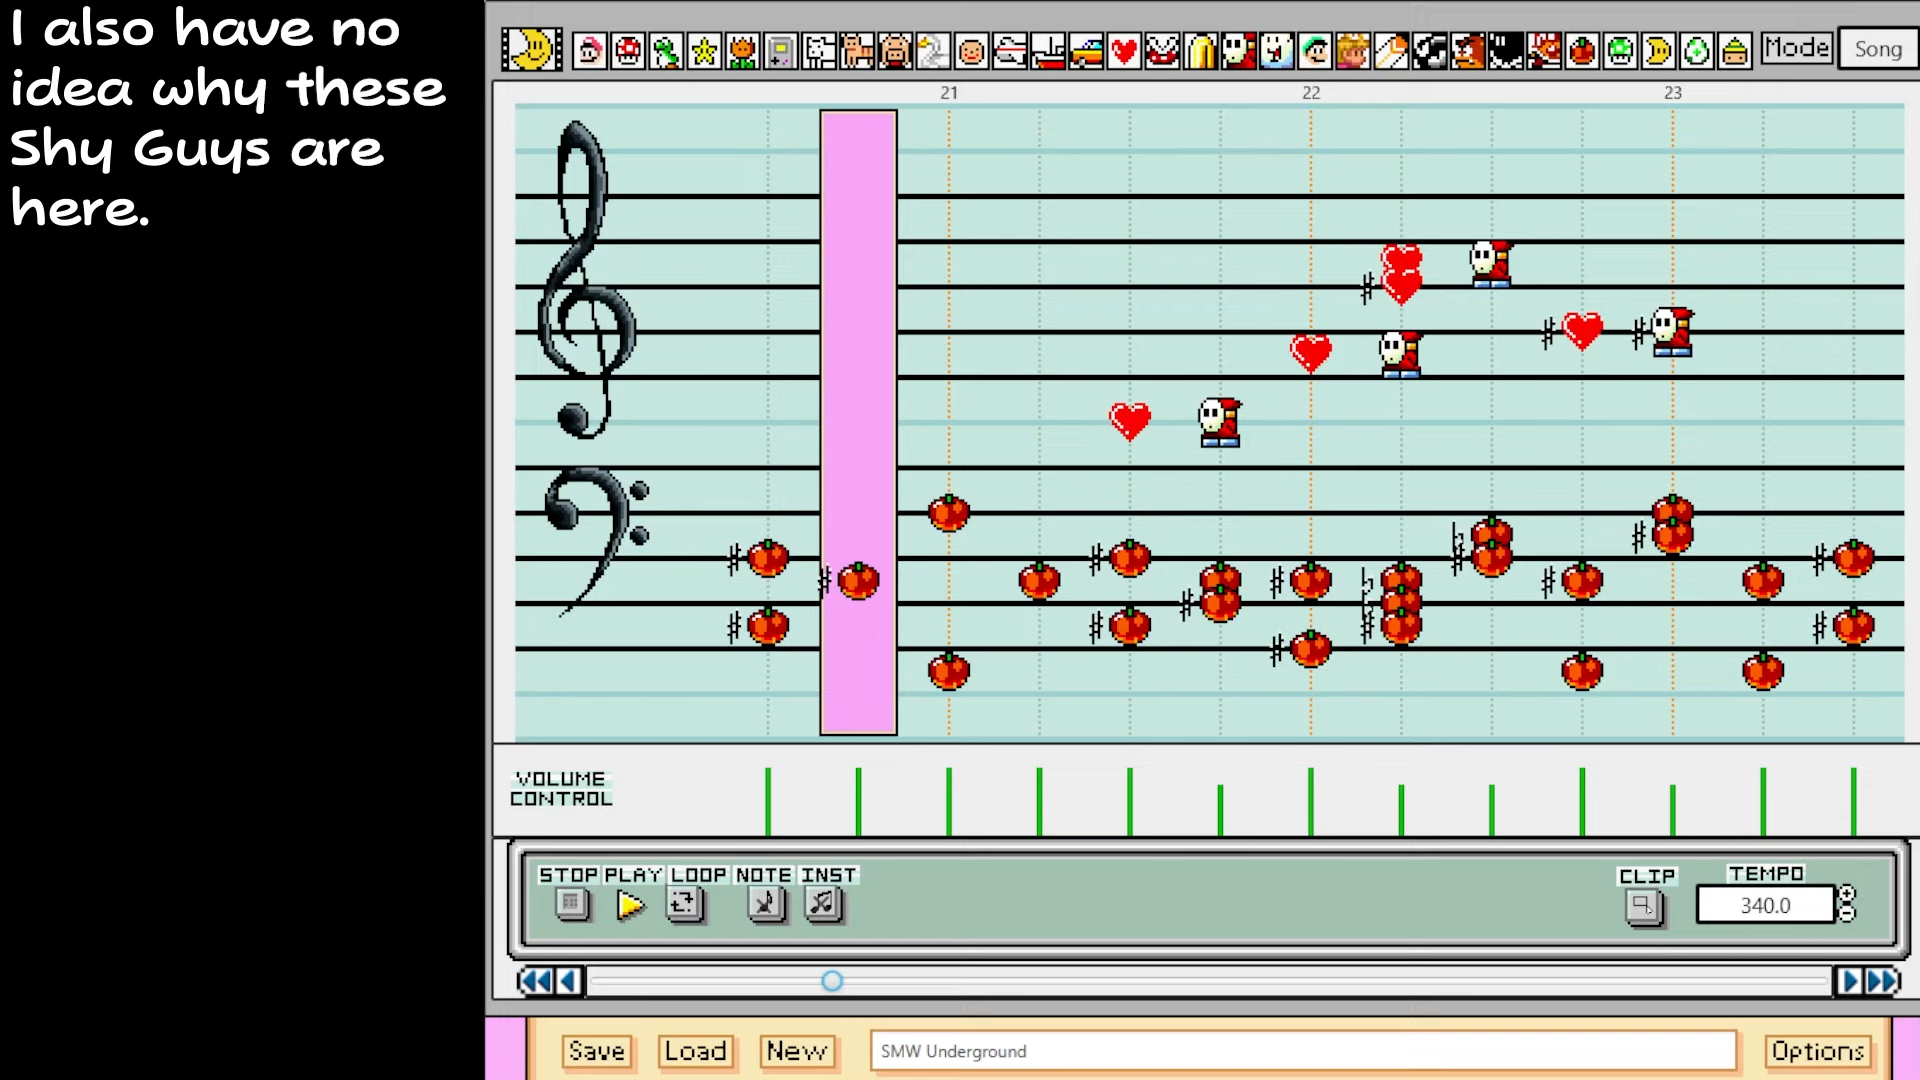 I also have no
idea why these
Shy Guys are
here.
Mode
Song
21
22
23
VOLUME
CONTROL
STOP PLAY LOOP NOTE INST
CLIP
TEMPO
340.0
Save
Load
New
SMW Underground
Options